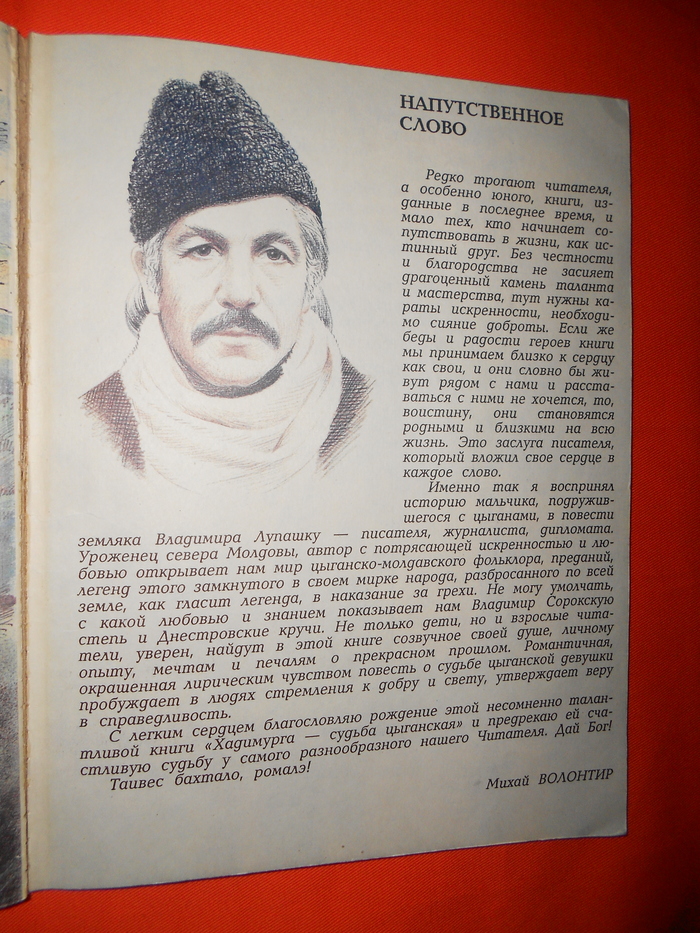 НАПУТСТВЕННОЕ
СЛОВО
Редко трогают читателя,
а особенно юного, книги, из-
данные в последнее время, и
мало тех, кто начинает со-
путствовать в жизни, как ис-
тинный друг. Без честности
и благородства не засияет
драгоценный камень таланта
и мастерства, тут нужны ка-
раты искренности, необходи-
мо сияние доброты. Если же
беды и радости героев книги
мы принимаем близко к сердцу
как свои, и они словно бы жи-
вут рядом с нами и расста-
ваться с ними не хочется, то,
воистину, они становятся
родными и близкими на всю
жизнь. Это заслуга писателя,
который вложил свое сердце в
каждое слово.
Именно так я воспринял
историю мальчика, подружив-
шегося с цыганами, в повести
земляка Владимира Лупашку — писателя, журналиста, дипломата.
Уроженец севера Молдовы, автор с потрясающей искренностью и лю-
бовью открывает нам мир цыганско-молдавского фольклора, преданий,
легенд этого замкнутого в своем мирке народа, разбросанного по всей
земле, как гласит легенда, в наказание за грехи. Не могу умолчать,
с какой любовью и знанием показывает нам Владимир Сорокскую
степь и Днестровские кручи. Не только дети, но и взрослые чита-
тели, уверен, найдут в этой книге созвучное своей душе, личному
опыту, мечтам и печалям о прекрасном прошлом. Романтичная,
окрашенная лирическим чувством повесть о судьбе цыганской девушки
пробуждает в людях стремления к добру и свету, утверждает веру
в справедливость.
С легким сердцем благословляю рождение этой несомненно талан-
тливой книги «Хадимурга — судьба цыганская» и предрекаю ей сча-
стливую судьбу у самого разнообразного нашего Читателя. Дай Бог!
Таивес бахтало, ромалэ!
Михай ВОЛОНТИР